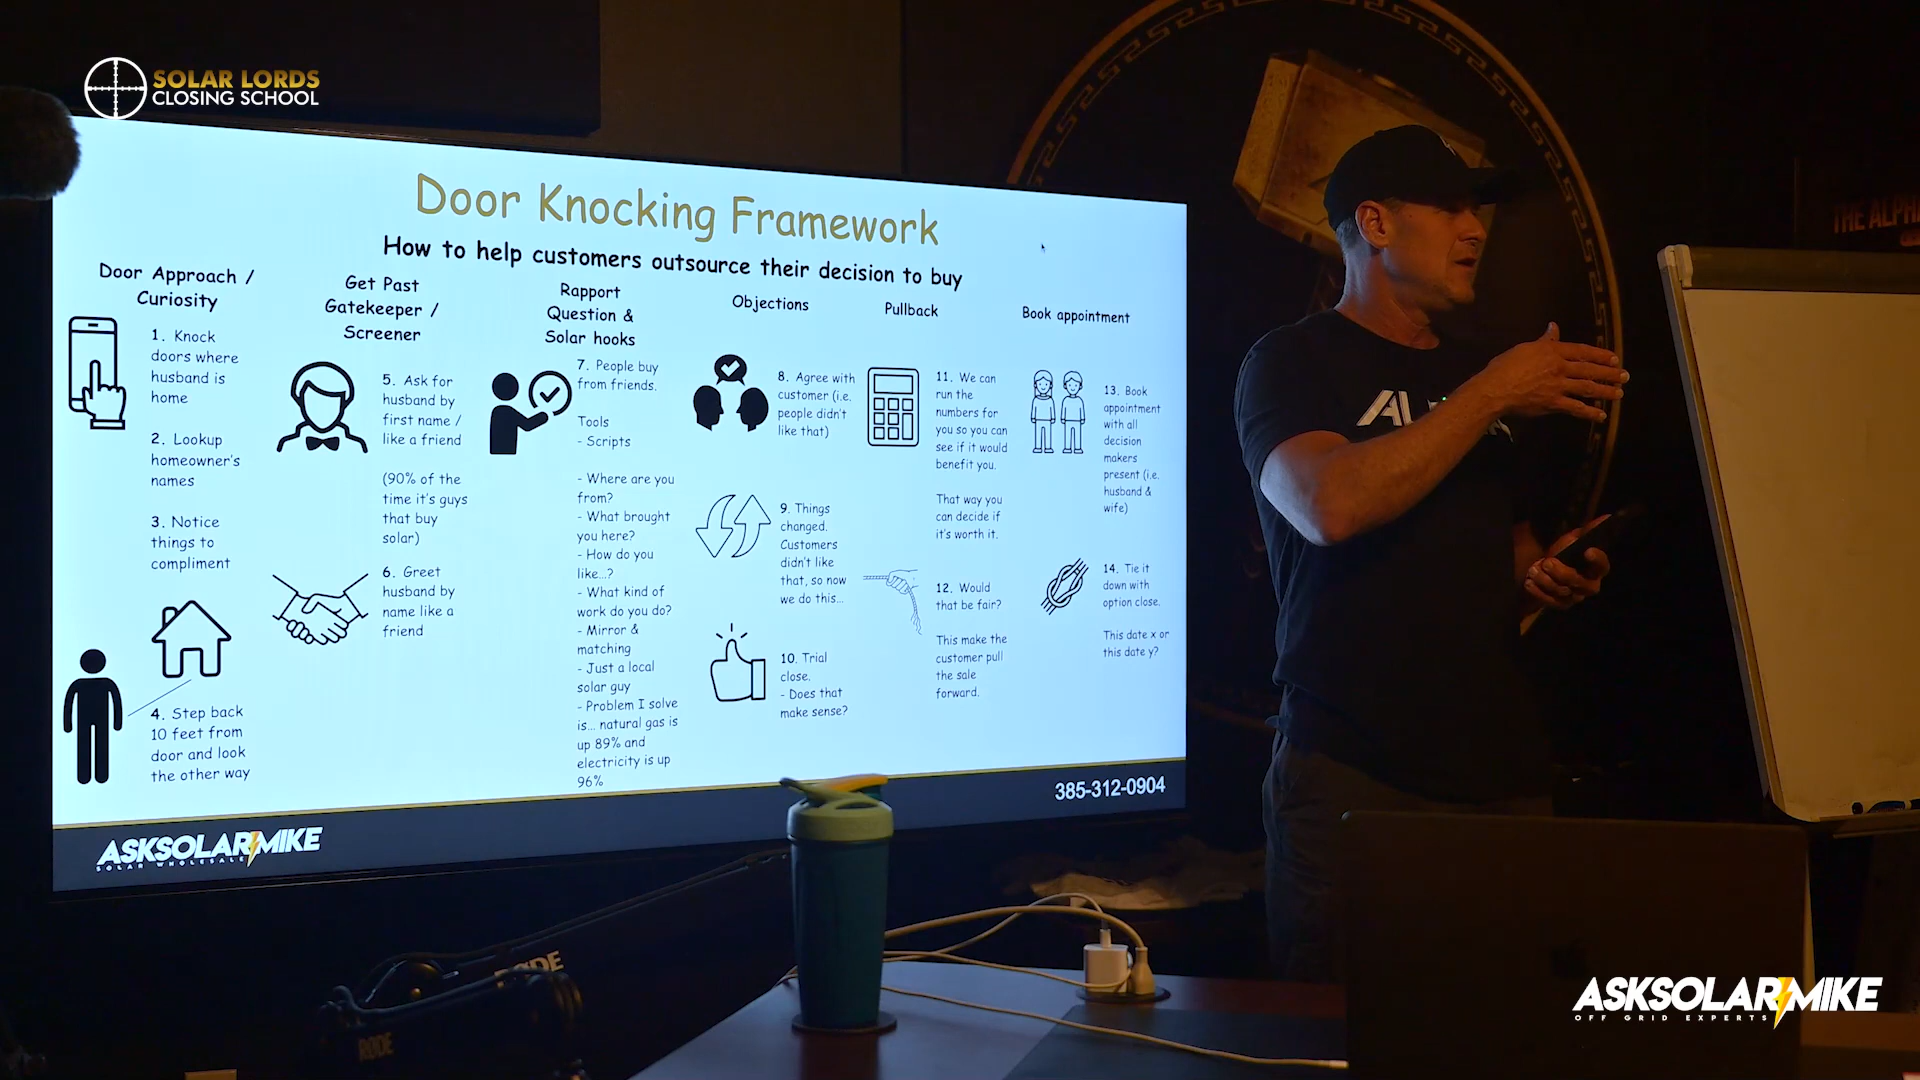 SOLAR LORDS
CLOSING SCHOOL
Door Knocking Framework
How to help customers outsource their decision to buy
Door Approach /
Curiosity
1. Knock
doors where
husband is
home
2. Lookup
homeowner's
names
3. Notice
things to
compliment
4. Step back
10 feet from
door and look
the other way
Get Past
Gatekeeper /
Screener
5. Ask for
husband by
first name /
like a friend
(90% of the
time it's guys
that buy
solar)
6. Greet
husband by
name like a
friend
Rapport
Question &
Solar hooks
7. People buy
from friends.
Tools
- Scripts
- Where are you
from?
- What brought
you here?
- How do you
like...?
- What kind of
work do you do?
- Mirror &
matching
- Just a local
solar guy
- Problem I solve
is... natural gas is
up 89% and
electricity is up
96%
Objections
8. Agree with
customer (i.e.
people didn't
like that)
9. Things
changed.
Customers
didn't like
that, so now
we do this...
10. Trial
close.
- Does that
make sense?
Pullback
11. We can
run the
numbers for
you so you can
see if it would
benefit you.
That way you
can decide if
it's worth it.
12. Would
that be fair?
This make the
customer pull
the sale
forward.
Book appointment
13. Book
appointment
with all
decision
makers
present (i.e.
husband &
wife)
14. Tie it
down with
option close.
This date x or
this date y?
385-312-0904
ASKSOLARMIKE
SOLAR WHOLESALE
THE ALPH
RODE
RODE
ASKSOLARMIKE
OFF GRID EXPERTS